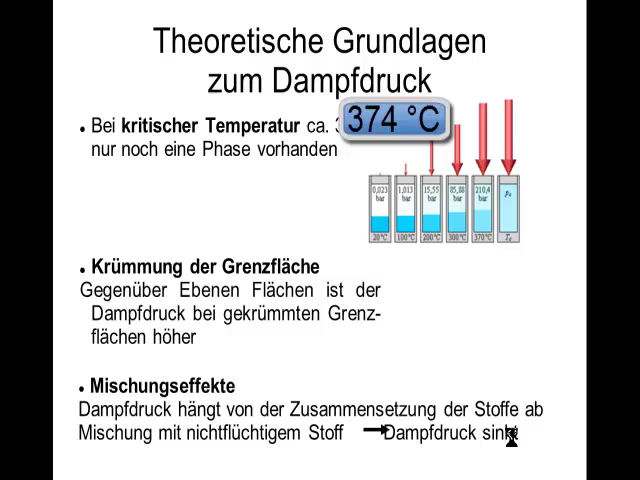 Theoretische Grundlagen
zum Dampfdruck
Bei kritischer Temperatur ca. 3
374 °C
nur noch eine Phase vorhanden
0,023 bar 1,013 bar 15,55 bar 85,88 bar 210,4 bar
20°C 100°C 200°C 300°C 370°C
Krümmung der Grenzfläche
Gegenüber Ebenen Flächen ist der
Dampfdruck bei gekrümmten Grenz-
flächen höher
Mischungseffekte
Dampfdruck hängt von der Zusammensetzung der Stoffe ab
Mischung mit nichtflüchtigem Stoff Dampfdruck sinkt